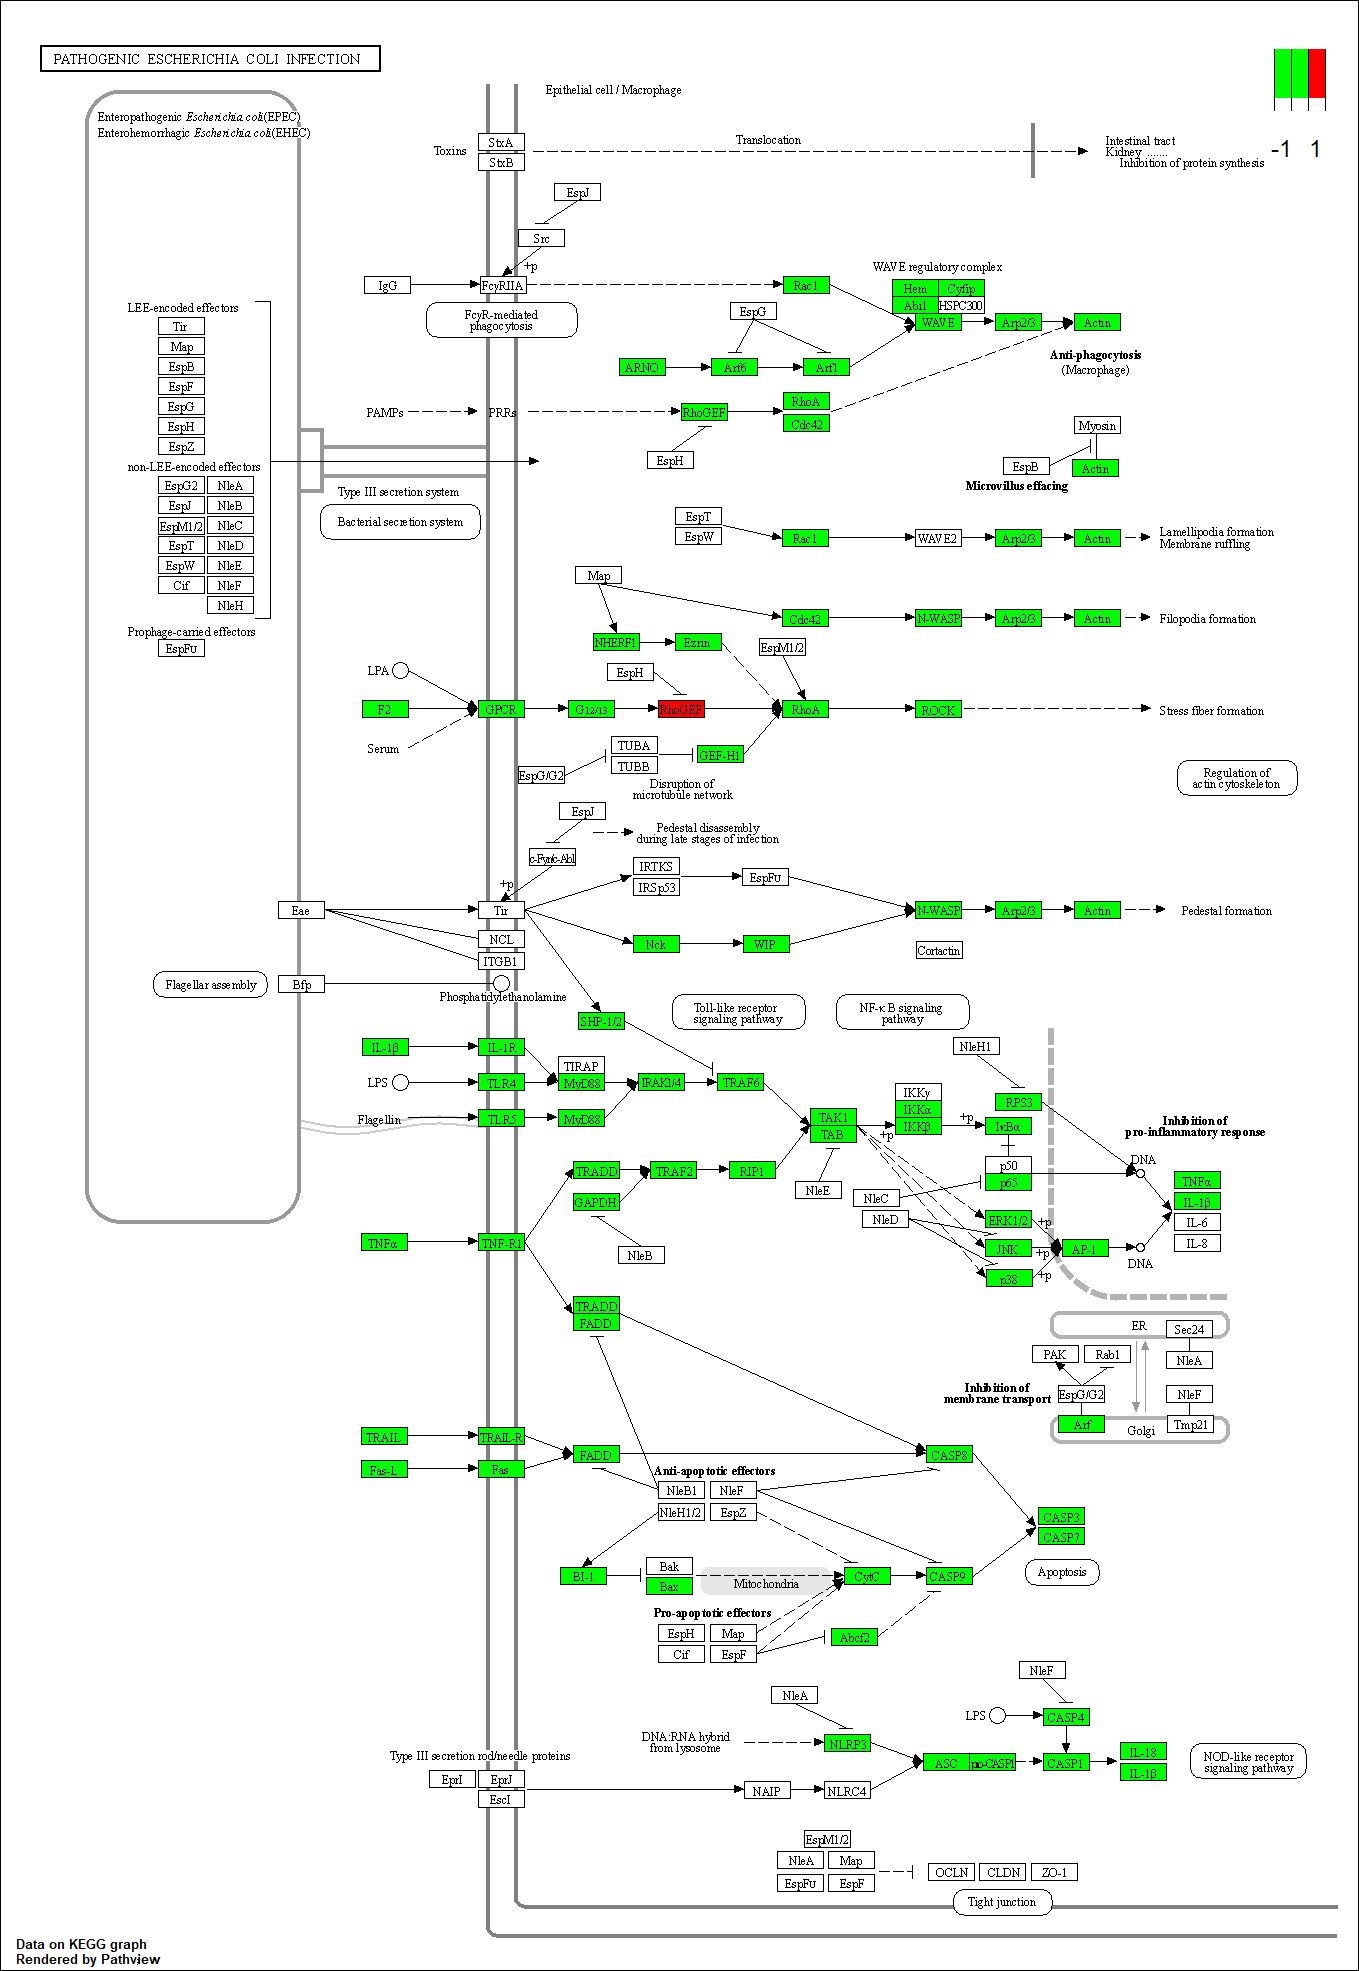 PATHOGENIC ESCHERICHIA COLI INFECTION
-1 1
Epithelial cell / Macrophage
Enteropathogenic Escherichia coli(EPEC)
Enterohemorrhagic Escherichia coli(EHEC)
Toxins
StxA
StxB
Translocation
Intestinal tract
Kidney .......
Inhibition of protein synthesis
EspJ
Src
+p
IgG
FcγRIIA
FcγR-mediated
phagocytosis
Rac1
WAVE regulatory complex
Hem
Cyfip
Abi1
HSPC300
WAVE
Arp2/3
Actin
EspG
ARNO
Arf6
Arf1
Anti-phagocytosis
(Macrophage)
PAMPs
PRRs
RhoGEF
RhoA
Cdc42
EspH
Myosin
EspB
Actin
Microvillus effacing
LEE-encoded effectors
Tir
Map
EspB
EspF
EspG
EspH
EspZ
non-LEE-encoded effectors
EspG2
NleA
EspJ
NleB
EspM1/2
NleC
EspT
NleD
EspW
NleE
Cif
NleF
NleH
Prophage-carried effectors
EspFu
Type III secretion system
Bacterial secretion system
EspT
EspW
Rac1
WAVE2
Arp2/3
Actin
Lamellipodia formation
Membrane ruffling
Map
Cdc42
N-WASP
Arp2/3
Actin
Filopodia formation
NHERF1
Ezrin
EspM1/2
LPA
EspH
F2
GPCR
G12/13
RhoGEF
RhoA
ROCK
Stress fiber formation
Serum
TUBA
TUBB
GEF-H1
EspG/G2
Disruption of
microtubule network
Regulation of
actin cytoskeleton
EspJ
Pedestal disassembly
during late stages of infection
c-Fyn/c-Abl
+p
IRTKS
IRSp53
EspFu
Eae
Tir
N-WASP
Arp2/3
Actin
Pedestal formation
NCL
ITGB1
Nck
WIP
Cortactin
Flagellar assembly
Bfp
Phosphatidylethanolamine
SHP-1/2
Toll-like receptor
signaling pathway
NF-κB signaling
pathway
IL-1β
IL-1R
TIRAP
MyD88
LPS
TLR4
IRAK1/4
TRAF6
Flagellin
TLR5
MyD88
NleH1
IKKγ
IKKα
IKKβ
RPS3
TAK1
TAB
+p
+p
IκBα
p50
p65
Inhibition of
pro-inflammatory response
DNA
TNFα
IL-1β
IL-6
IL-8
TRADD
TRAF2
RIP1
GAPDH
NleE
NleC
NleD
ERK1/2
+p
JNK
+p
AP-1
p38
+p
DNA
TNFα
TNF-R1
NleB
TRADD
FADD
ER
Sec24
PAK
Rab1
NleA
Inhibition of
membrane transport
EspG/G2
NleF
Arf
Golgi
Tmp21
TRAIL
TRAIL-R
FADD
CASP8
Fas-L
Fas
Anti-apoptotic effectors
NleB1
NleF
NleH1/2
EspZ
CASP3
CASP7
BI-1
Bak
Bax
Mitochondria
CytC
CASP9
Apoptosis
Pro-apoptotic effectors
EspH
Map
Cif
EspF
Abcf2
NleF
NleA
LPS
CASP4
DNA:RNA hybrid
from lysosome
NLRP3
Type III secretion rod/needle proteins
EprI
EprJ
EscI
NAIP
NLRC4
ASC
pro-CASP1
CASP1
IL-18
IL-1β
NOD-like receptor
signaling pathway
EspM1/2
NleA
Map
EspFu
EspF
OCLN
CLDN
ZO-1
Tight junction
Data on KEGG graph
Rendered by Pathview